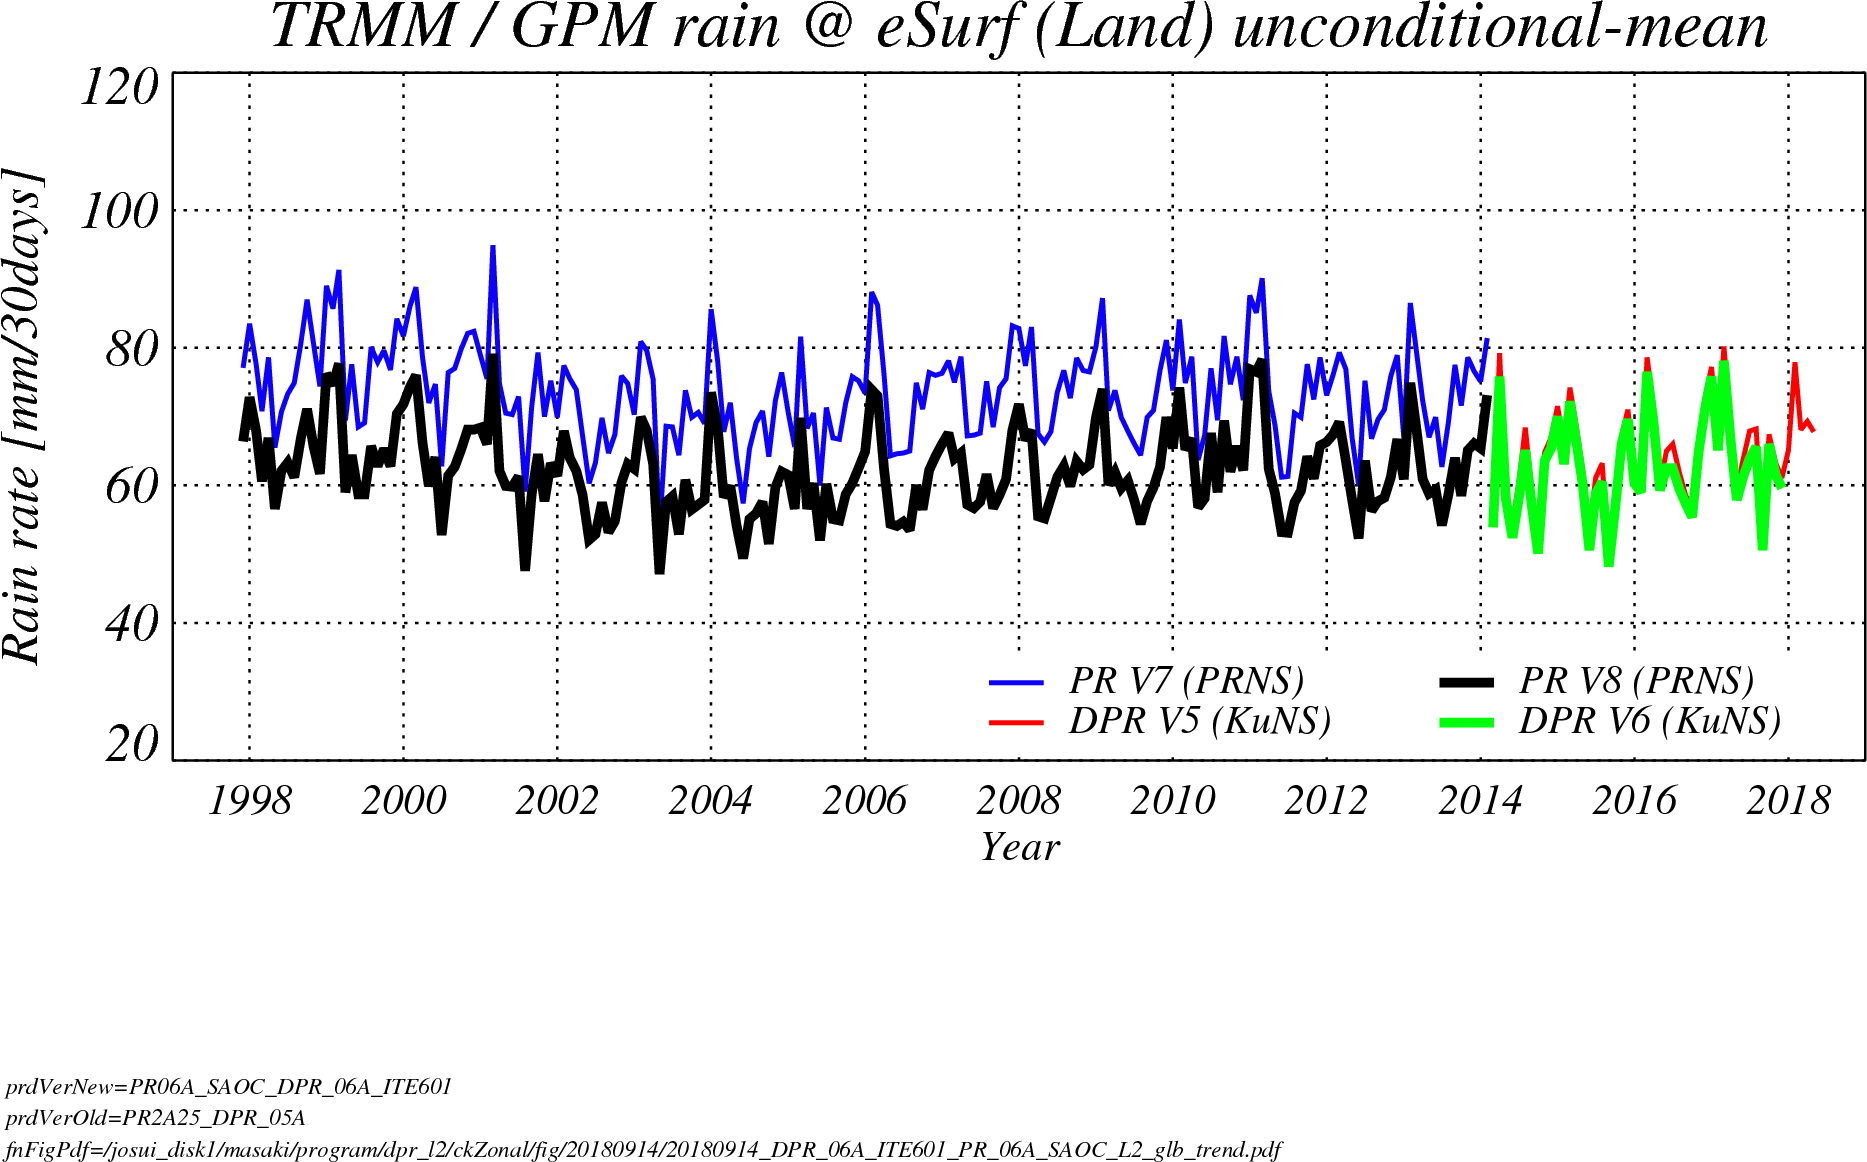 TRMM / GPM rain @ eSurf (Land) unconditional-mean
120
100
80
60
40
20
Rain rate [mm/30days]
PR V7 (PRNS) PR V8 (PRNS)
DPR V5 (KuNS) DPR V6 (KuNS)
1998 2000 2002 2004 2006 2008 2010 2012 2014 2016 2018
Year
prdVerNew=PR06A_SAOC_DPR_06A_ITE601
prdVerOld=PR2A25_DPR_05A
fnFigPdf=/josui_disk1/masaki/program/dpr_l2/ckZonal/fig/20180914/20180914_DPR_06A_ITE601_PR_06A_SAOC_L2_glb_trend.pdf